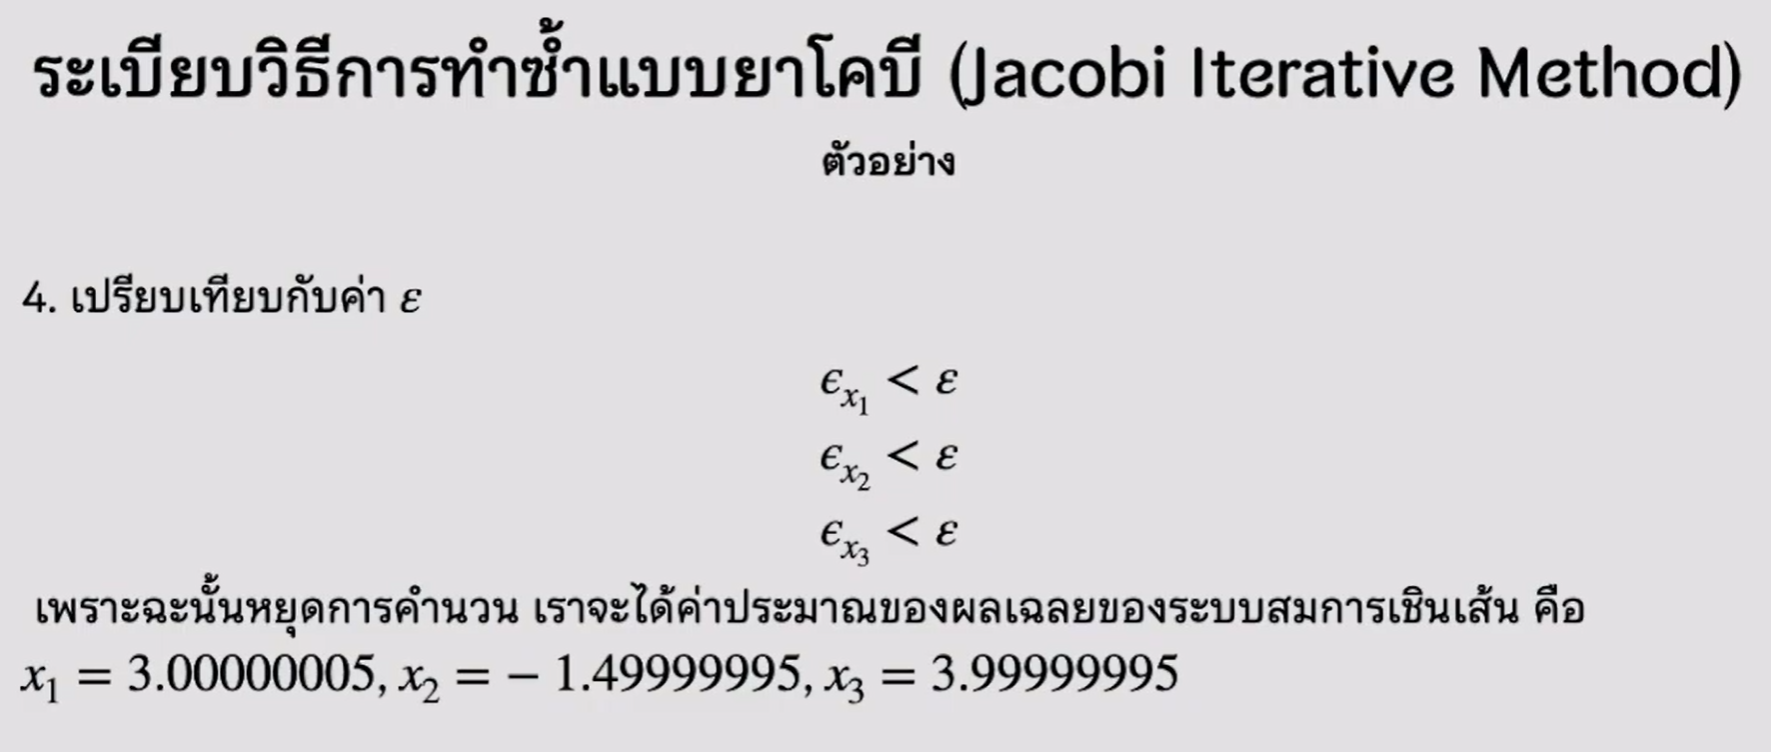 ระเบียบวิธีการทำซ้ำแบบยาโคบี (Jacobi Iterative Method)
ตัวอย่าง
4. เปรียบเทียบกับค่า ε
ϵx₁ < ε
ϵx₂ < ε
ϵx₃ < ε
เพราะฉะนั้นหยุดการคำนวน เราจะได้ค่าประมาณของผลเฉลยของระบบสมการเชินเส้น คือ
x₁ = 3.00000005, x₂ = − 1.49999995, x₃ = 3.99999995